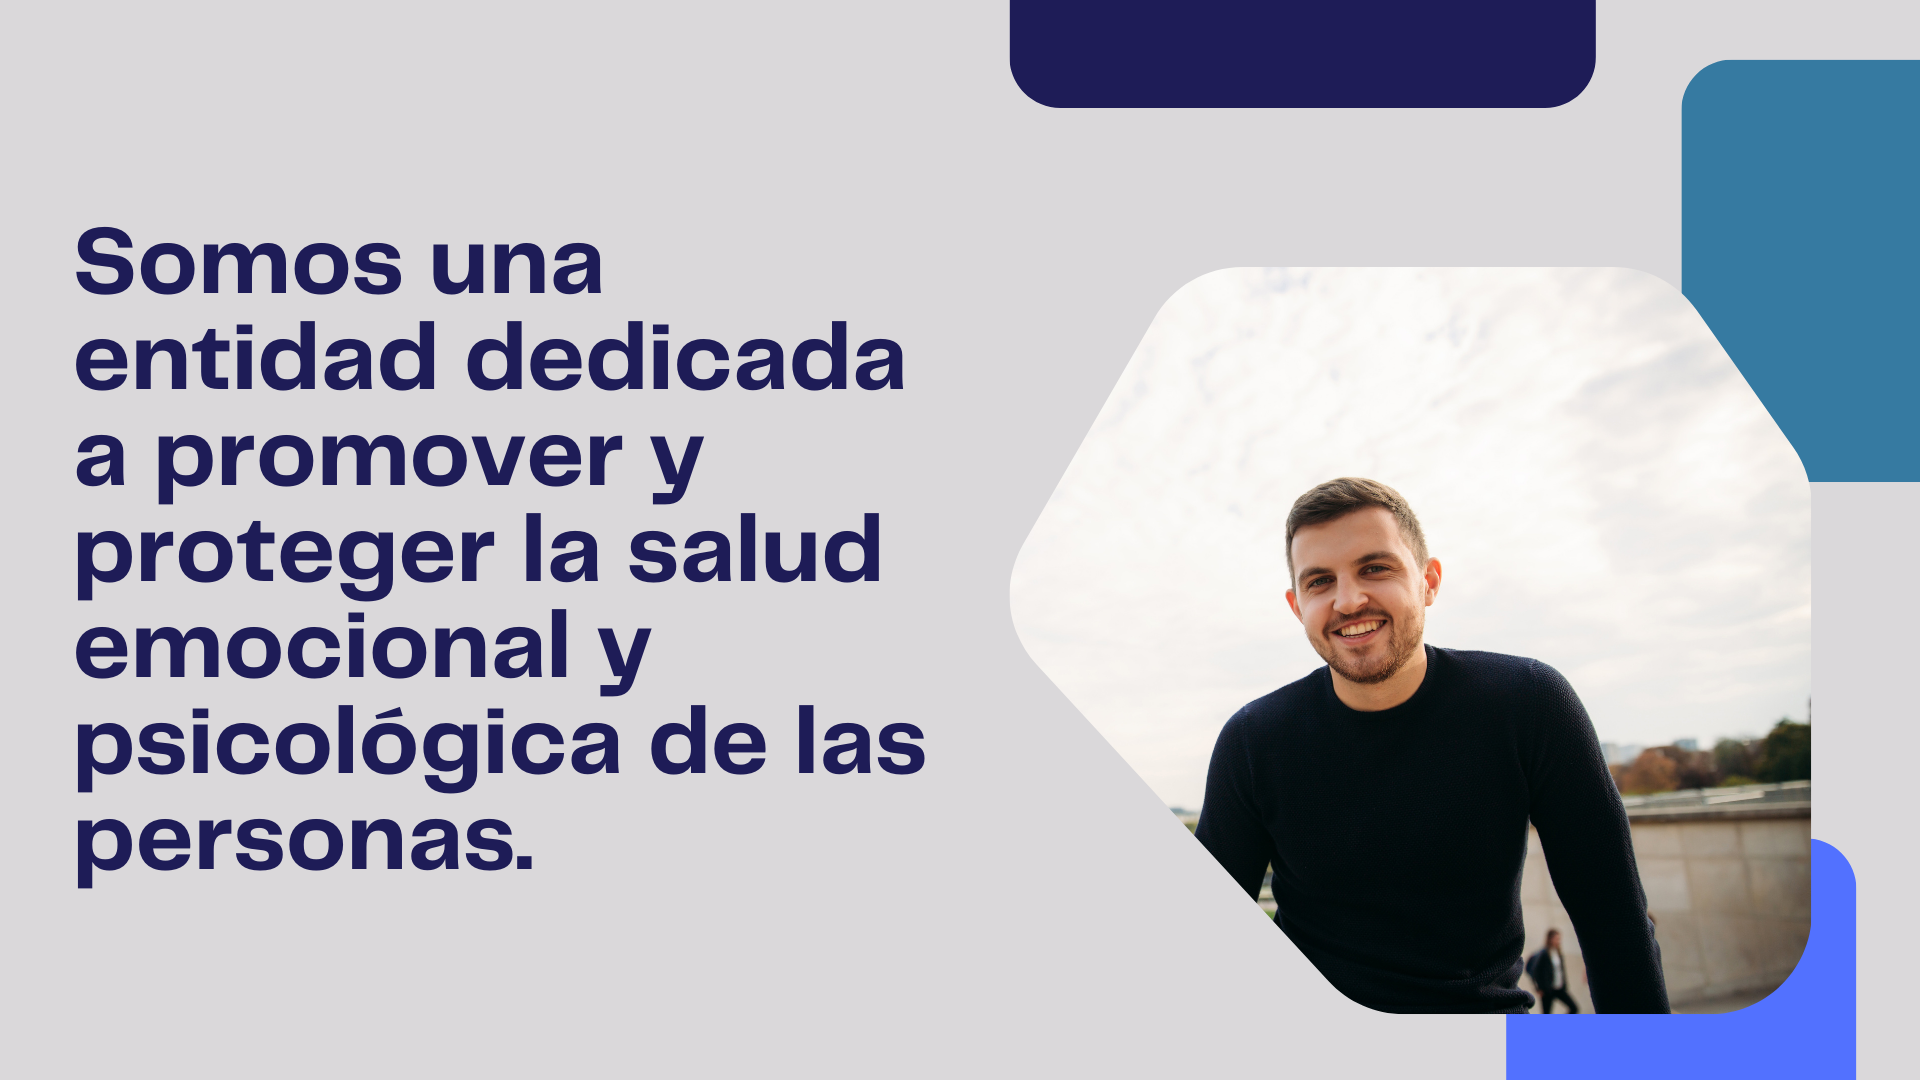 Somos una
entidad dedicada
a promover y
proteger la salud
emocional y
psicológica de las
personas.